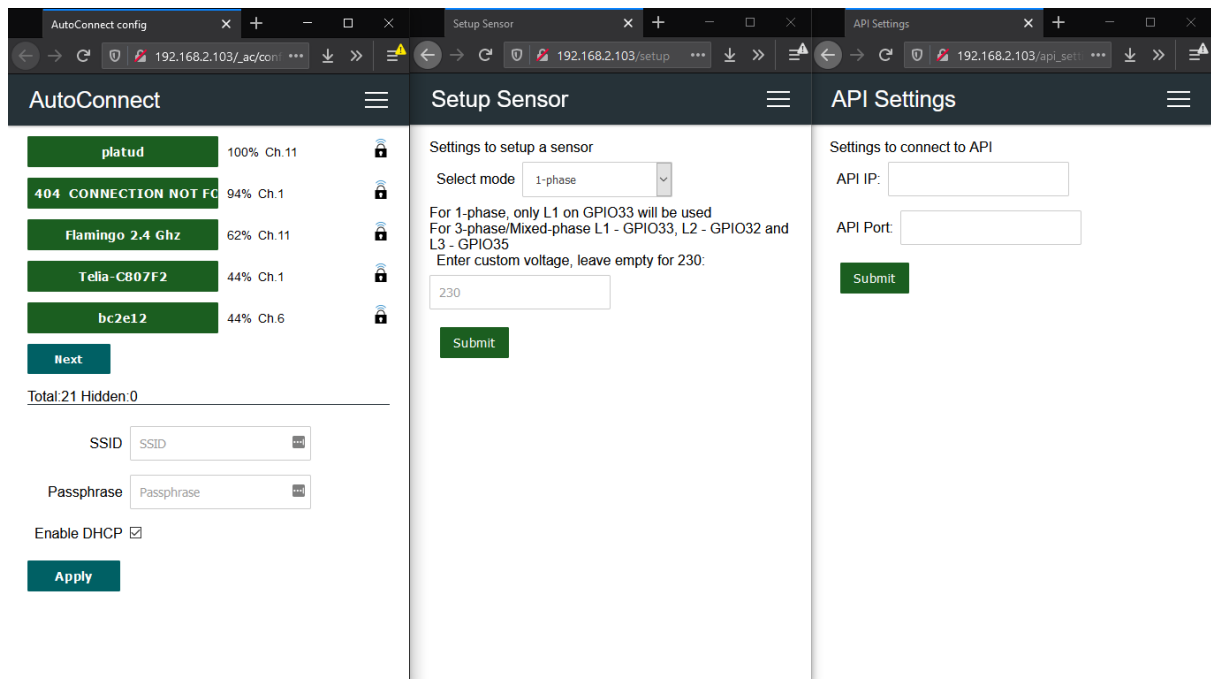 AutoConnect config
192.168.2.103/_ac/conf
AutoConnect
platud 100% Ch.11
404 CONNECTION NOT FO 94% Ch.1
Flamingo 2.4 Ghz 62% Ch.11
Telia-C807F2 44% Ch.1
bc2e12 44% Ch.6
Next
Total:21 Hidden:0
SSID SSID
Passphrase Passphrase
Enable DHCP
Apply
Setup Sensor
192.168.2.103/setup
Setup Sensor
Settings to setup a sensor
Select mode 1-phase
For 1-phase, only L1 on GPIO33 will be used
For 3-phase/Mixed-phase L1 - GPIO33, L2 - GPIO32 and
L3 - GPIO35
Enter custom voltage, leave empty for 230:
230
Submit
API Settings
192.168.2.103/api_sett
API Settings
Settings to connect to API
API IP:
API Port:
Submit